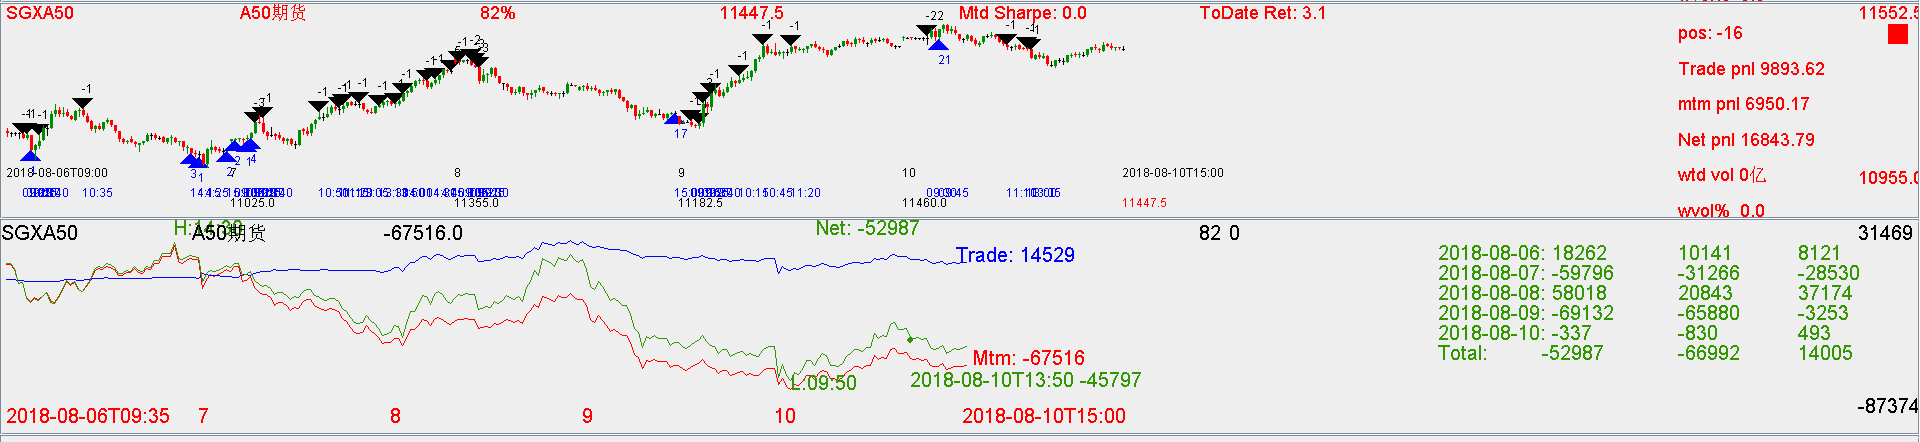 SGXA50 A50期货 82% 11447.5 Mtd Sharpe: 0.0 ToDate Ret: 3.1 11552.5
pos: -16
Trade pnl 9893.62
mtm pnl 6950.17
Net pnl 16843.79
wtd vol 0亿 10955.0
wvol% 0.0
-1 -1 -22 21 17
2018-08-06T09:00 8 9 10 2018-08-10T15:00
10:35 10:15 10:45 11:20
11025.0 11355.0 11182.5 11460.0 11447.5
SGXA50 H:14:30 A50期货 -67516.0 Net: -52987 82 0 31469
Trade: 14529
Mtm: -67516
L:09:50 2018-08-10T13:50 -45797
2018-08-06: 18262 10141 8121
2018-08-07: -59796 -31266 -28530
2018-08-08: 58018 20843 37174
2018-08-09: -69132 -65880 -3253
2018-08-10: -337 -830 493
Total: -52987 -66992 14005
-87374
2018-08-06T09:35 7 8 9 10 2018-08-10T15:00